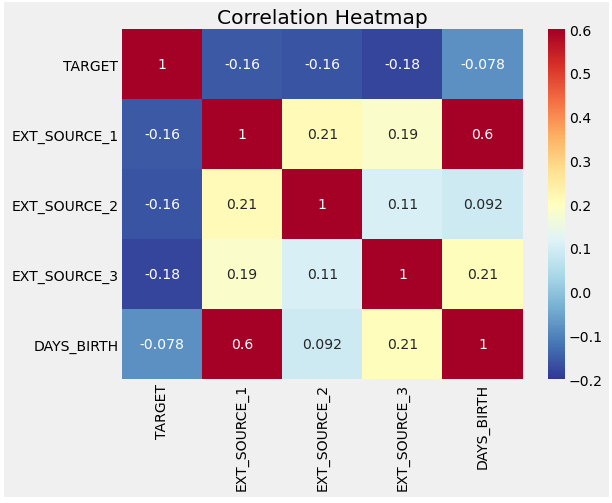 Correlation Heatmap
TARGET 1 -0.16 -0.16 -0.18 -0.078
EXT_SOURCE_1 -0.16 1 0.21 0.19 0.6
EXT_SOURCE_2 -0.16 0.21 1 0.11 0.092
EXT_SOURCE_3 -0.18 0.19 0.11 1 0.21
DAYS_BIRTH -0.078 0.6 0.092 0.21 1
TARGET
EXT_SOURCE_1
EXT_SOURCE_2
EXT_SOURCE_3
DAYS_BIRTH
0.6
0.5
0.4
0.3
0.2
0.1
0.0
−0.1
−0.2